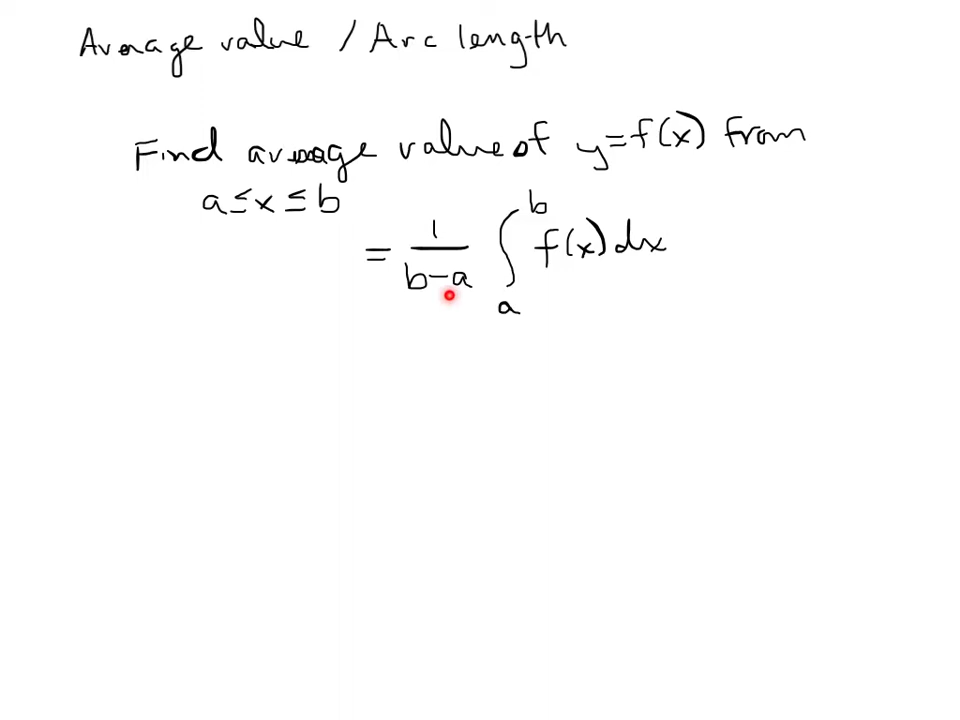 Average value / Arc length
Find average value of y=f(x) from
a≤x≤b
= 1/(b-a) ∫_a^b f(x)dx